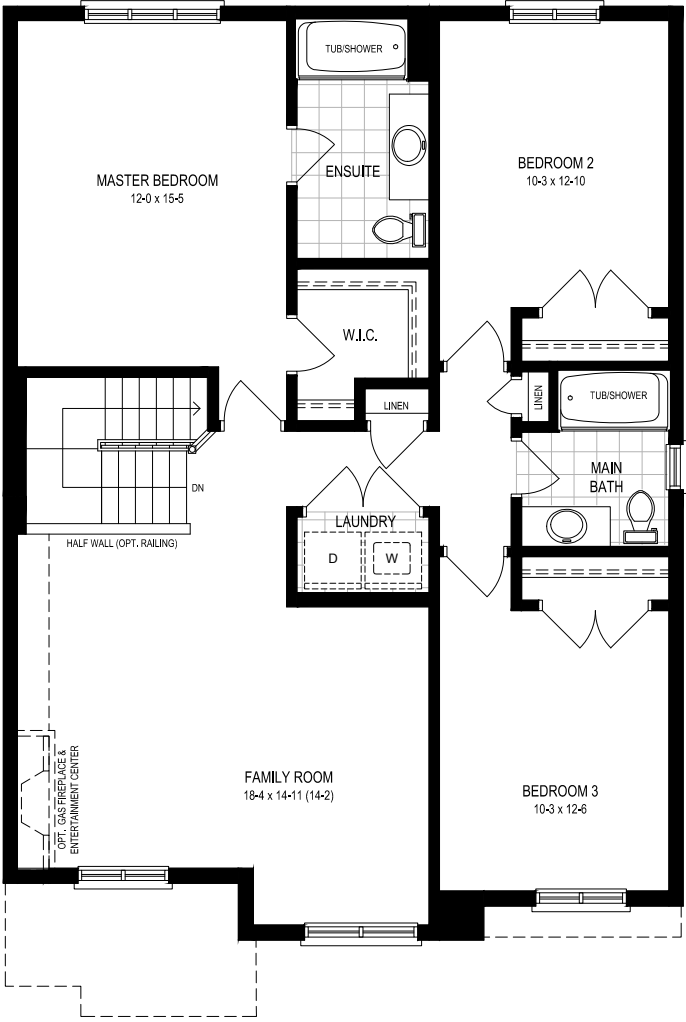 TUB/SHOWER
MASTER BEDROOM
12-0 x 15-5
ENSUITE
BEDROOM 2
10-3 x 12-10
W.I.C.
LINEN
LINEN
TUB/SHOWER
MAIN
BATH
DN
LAUNDRY
D
W
HALF WALL (OPT. RAILING)
OPT. GAS FIREPLACE &
ENTERTAINMENT CENTER
FAMILY ROOM
18-4 x 14-11 (14-2)
BEDROOM 3
10-3 x 12-6